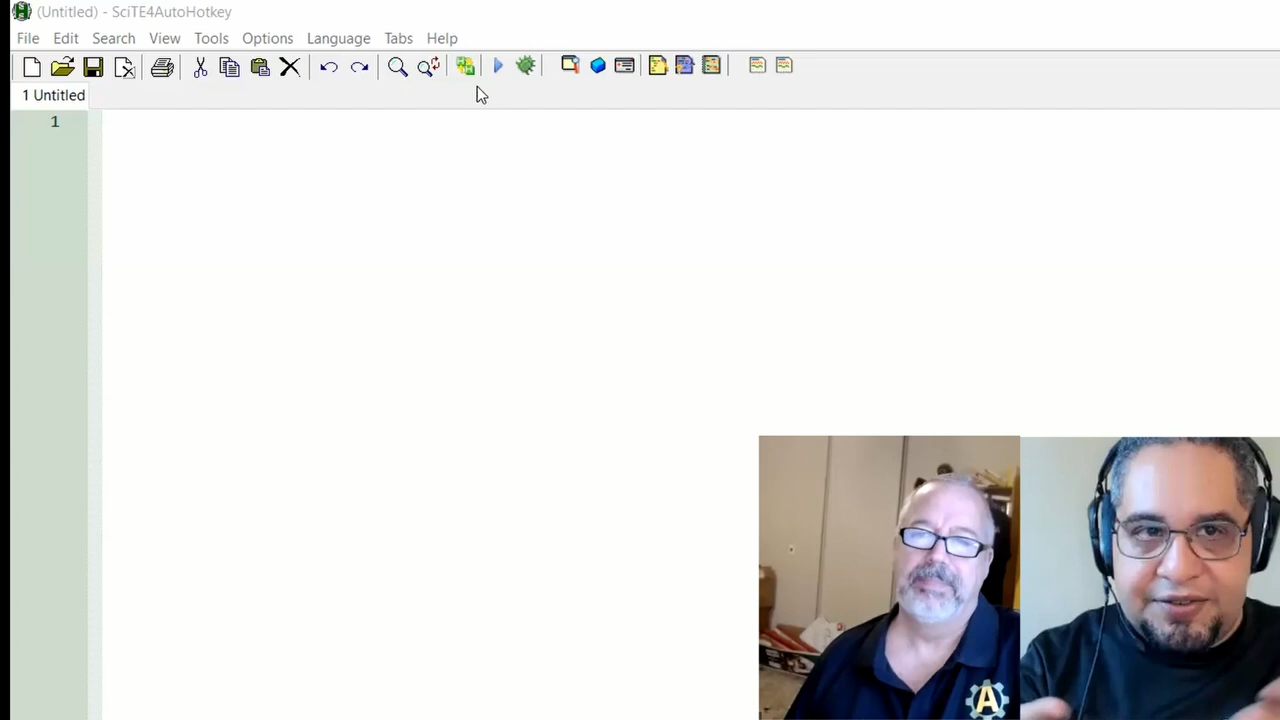 (Untitled) - SciTE4AutoHotkey
File Edit Search View Tools Options Language Tabs Help
1 Untitled
1
A